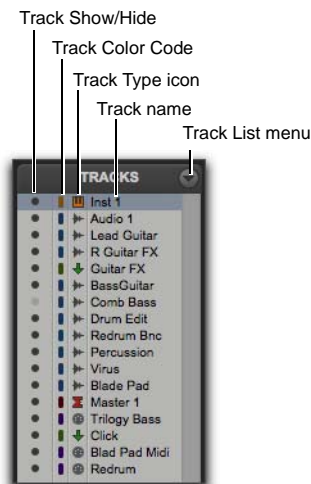 Track Show/Hide
Track Color Code
Track Type icon
Track name
Track List menu
TRACKS
Inst 1
Audio 1
Lead Guitar
R Guitar FX
Guitar FX
BassGuitar
Comb Bass
Drum Edit
Redrum Bnc
Percussion
Virus
Blade Pad
Master 1
Trilogy Bass
Click
Blad Pad Midi
Redrum